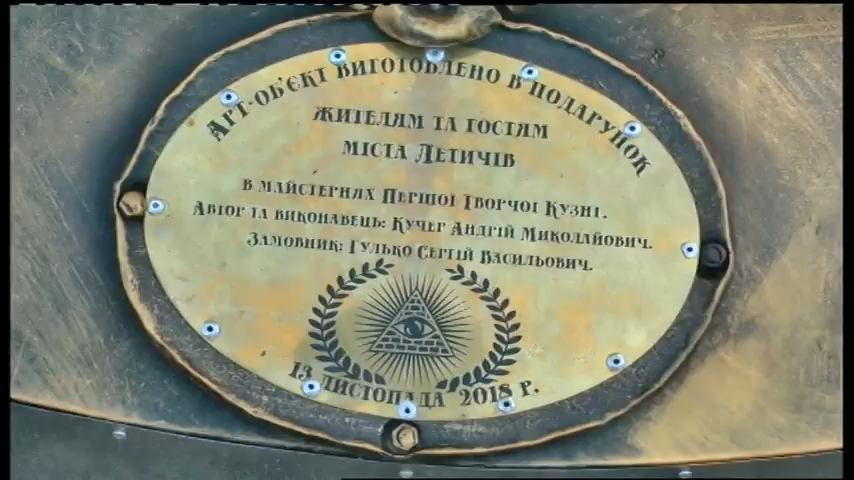 Арт-об'єкт виготовлено в подарунок
жителям та гостям
міста Летичів
в майстернях Першої Творчої Кузні.
Автор та виконавець: Кучер Андрій Миколайович.
Замовник: Гулько Сергій Васильович.
13 листопада 2018 р.